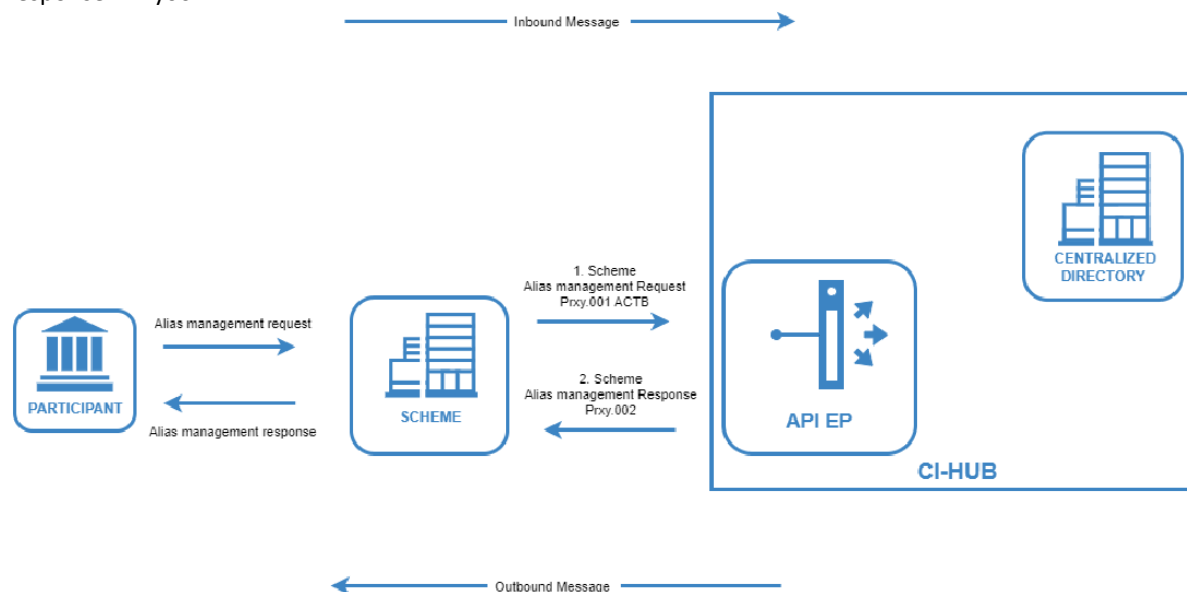 Inbound Message
CENTRALIZED
DIRECTORY
1. Scheme
Alias management Request
Prxy.001 ACTB
Alias management request
PARTICIPANT
Alias management response
SCHEME
2. Scheme
Alias management Response
Prxy.002
API EP
CI-HUB
Outbound Message